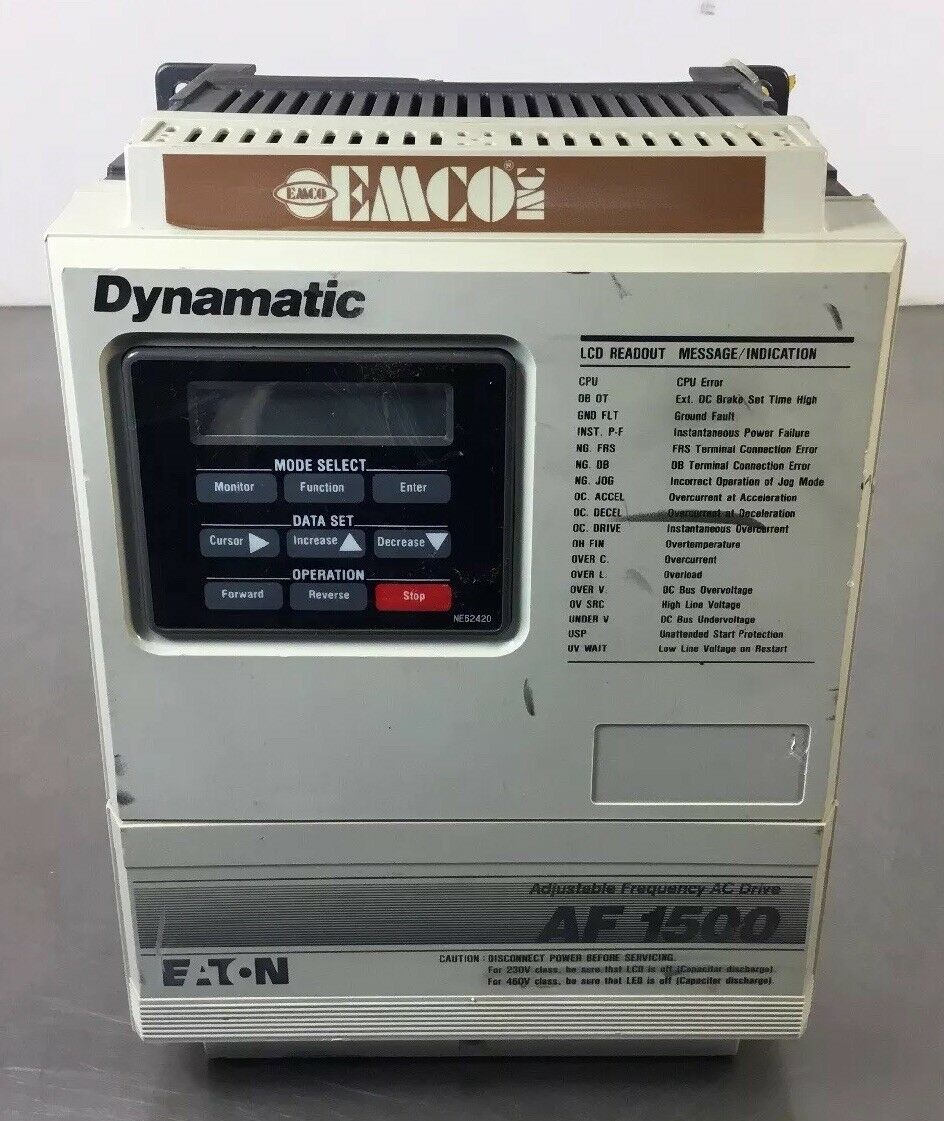 EMCO EMCO® INC
Dynamatic
MODE SELECT
Monitor Function Enter
DATA SET
Cursor Increase Decrease
OPERATION
Forward Reverse Stop
NES2420
LCD READOUT MESSAGE/INDICATION
CPU CPU Error
OB OT Ext. DC Brake Set Time High
GND FLT Ground Fault
INST. P-F Instantaneous Power Failure
NG. FRS FRS Terminal Connection Error
NG. DB DB Terminal Connection Error
NG. JOG Incorrect Operation of Jog Mode
OC. ACCEL Overcurrent at Acceleration
OC. DECEL Overcurrent at Deceleration
OC. DRIVE Instantaneous Overcurrent
OH FIN Overtemperature
OVER C. Overcurrent
OVER L. Overload
OVER V. DC Bus Overvoltage
OV SRC High Line Voltage
UNDER V DC Bus Undervoltage
USP Unattended Start Protection
UV WAIT Low Line Voltage on Restart
Adjustable Frequency AC Drive
AF 1500
EATON
CAUTION : DISCONNECT POWER BEFORE SERVICING.
For 230V class, be sure that LCD is off (Capacitor discharge).
For 460V class, be sure that LED is off (Capacitor discharge).